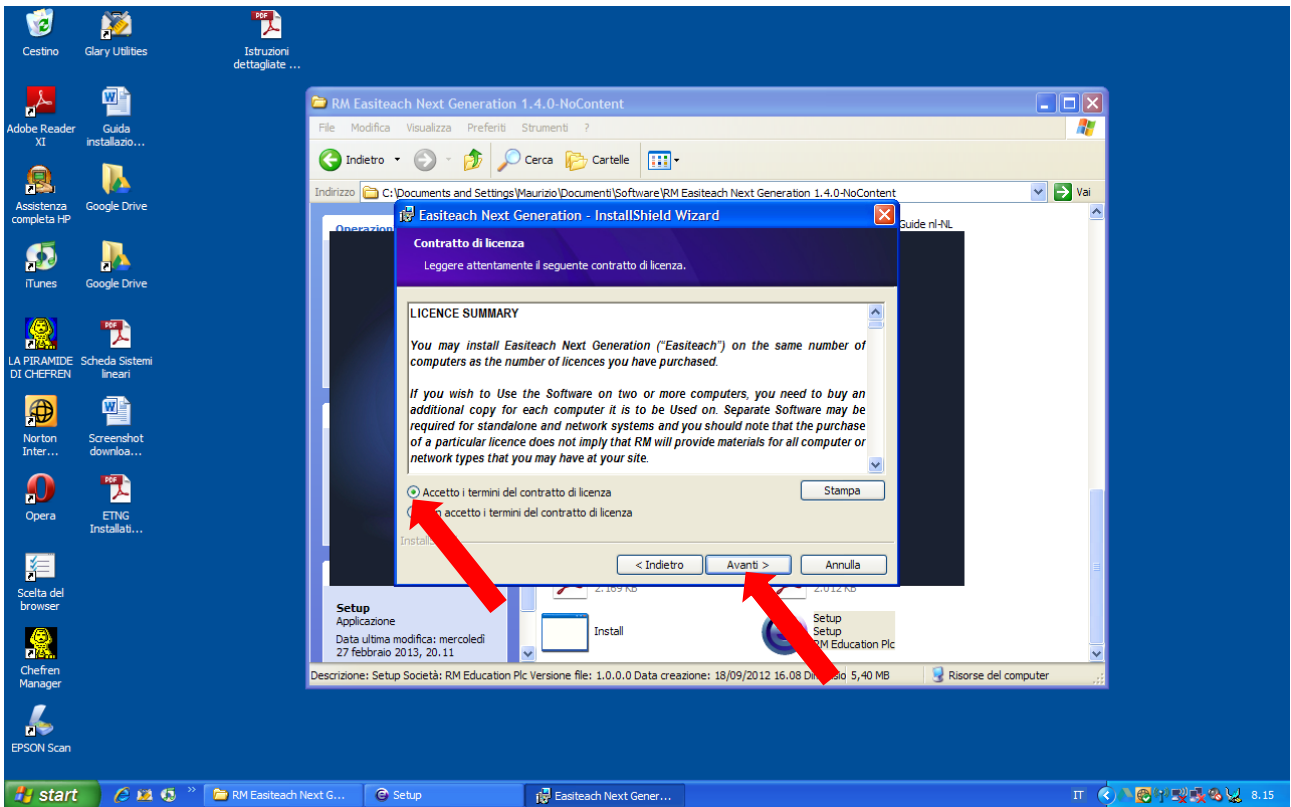 Cestino
Glary Utilities
Istruzioni
dettagliate ...
Adobe Reader
XI
Guida
installazio...
Assistenza
completa HP
Google Drive
iTunes
Google Drive
LA PIRAMIDE
DI CHEFREN
Scheda Sistemi
lineari
Norton
Inter...
Screenshot
downloa...
Opera
ETNG
Installati...
Scelta del
browser
Chefren
Manager
EPSON Scan
RM Easiteach Next Generation 1.4.0-NoContent
File Modifica Visualizza Preferiti Strumenti ?
Indietro Cerca Cartelle
Indirizzo C:\Documents and Settings\Maurizio\Documenti\Software\RM Easiteach Next Generation 1.4.0-NoContent Vai
Guide nl-NL
Easiteach Next Generation - InstallShield Wizard
Contratto di licenza
Leggere attentamente il seguente contratto di licenza.
LICENCE SUMMARY
You may install Easiteach Next Generation (“Easiteach”) on the same number of
computers as the number of licences you have purchased.
If you wish to Use the Software on two or more computers, you need to buy an
additional copy for each computer it is to be Used on. Separate Software may be
required for standalone and network systems and you should note that the purchase
of a particular licence does not imply that RM will provide materials for all computer or
network types that you may have at your site.
Accetto i termini del contratto di licenza
Stampa
accetto i termini del contratto di licenza
< Indietro Avanti > Annulla
2.169 KB
2.012 KB
Setup
Applicazione
Data ultima modifica: mercoledì
27 febbraio 2013, 20.11
Install
Setup
Setup
RM Education Plc
Descrizione: Setup Società: RM Education Plc Versione file: 1.0.0.0 Data creazione: 18/09/2012 16.08 5,40 MB Risorse del computer
start RM Easiteach Next G... Setup Easiteach Next Gener... IT 8.15